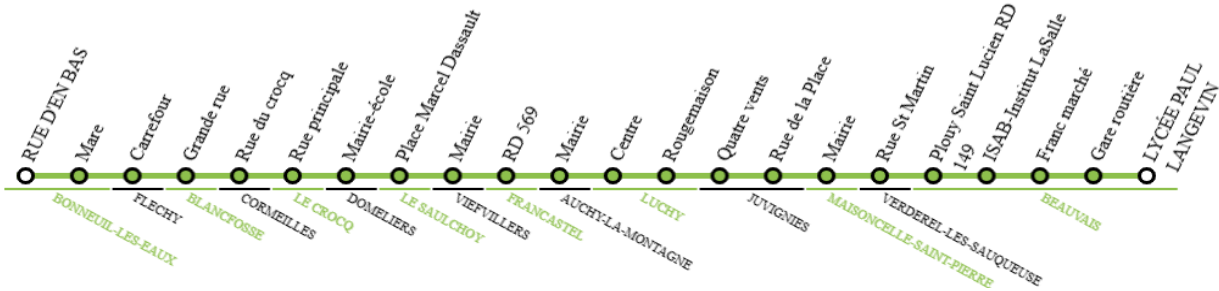 RUE D'EN BAS
Mare
Carrefour
Grande rue
Rue du crocq
Rue principale
Mairie-école
Place Marcel Dassault
Mairie
RD 569
Mairie
Centre
Rougemaison
Quatre vents
Rue de la Place
Mairie
Rue St Martin
Plouy Saint Lucien RD
149
ISAB-Institut LaSalle
Franc marché
Gare routière
LYCÉE PAUL
LANGEVIN
BONNEUIL-LES-EAUX
FLECHY
BLANCFOSSE
CORMEILLES
LE CROCQ
DOMELIERS
LE SAULCHOY
VIEFVILLERS
FRANCASTEL
AUCHY-LA-MONTAGNE
LUCHY
JUVIGNIES
MAISONCELLE-SAINT-PIERRE
VERDEREL-LES-SAUQUEUSE
BEAUVAIS